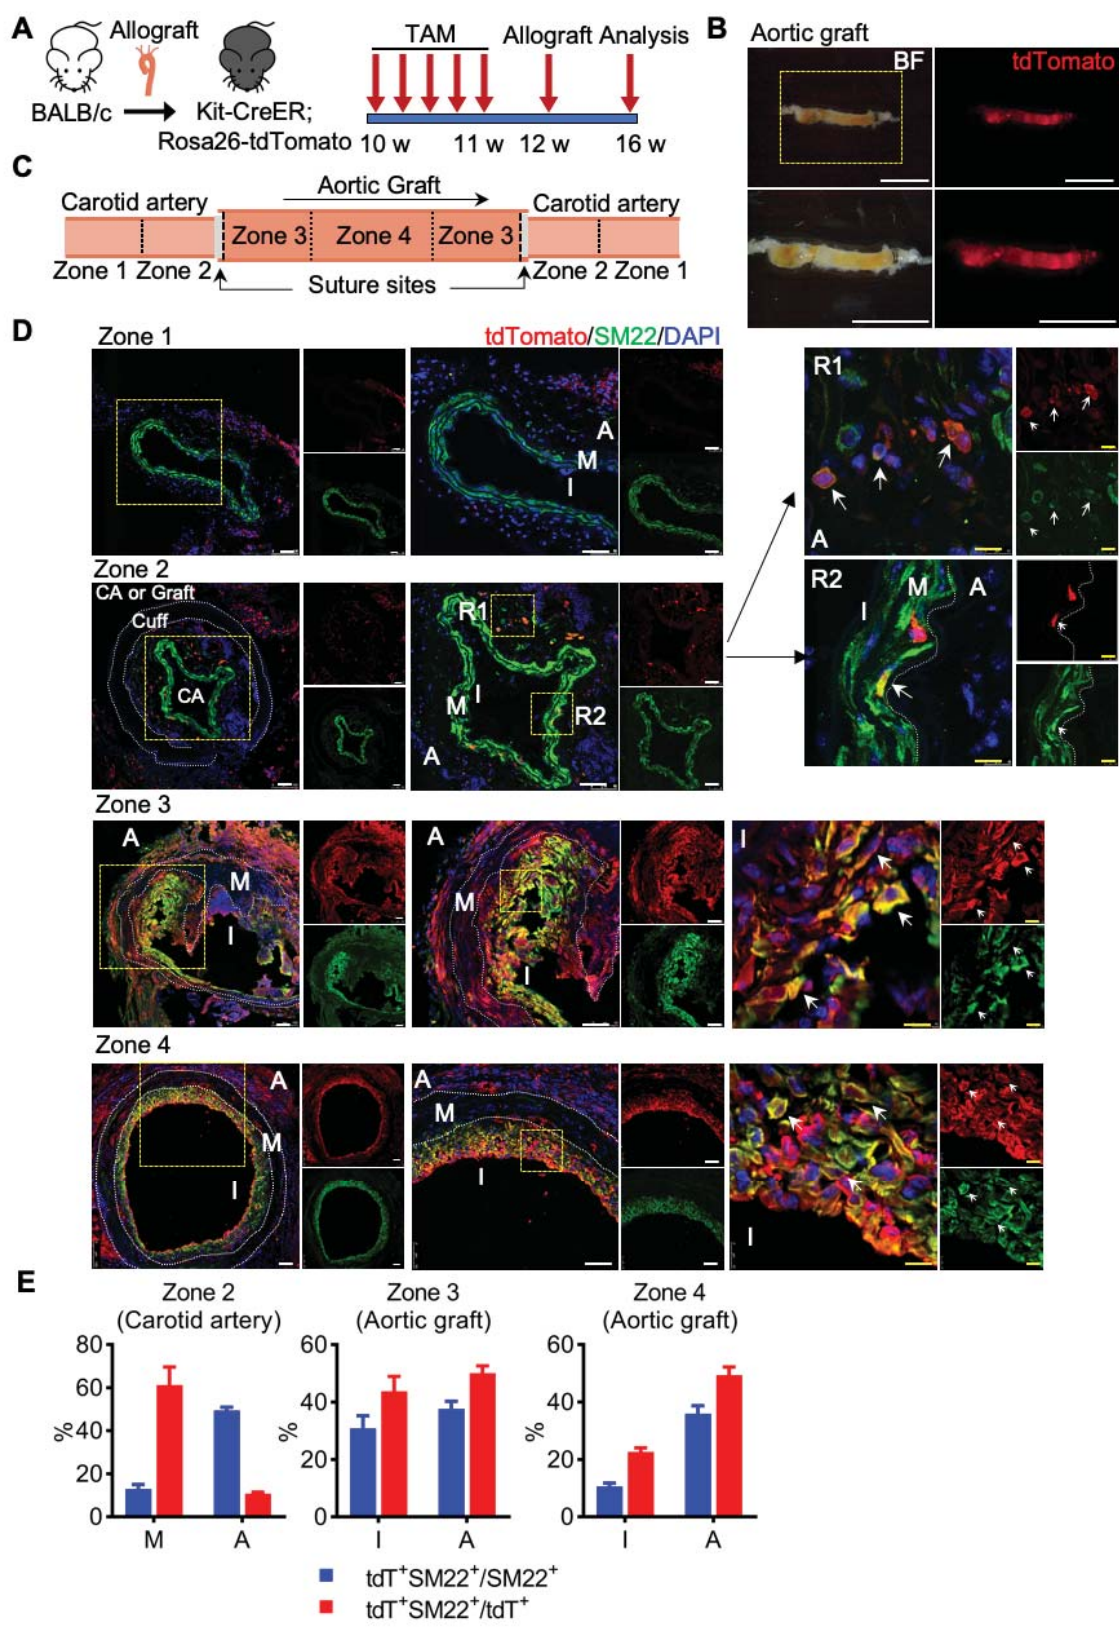 A
Allograft
BALB/c
Kit-CreER;
Rosa26-tdTomato
TAM
Allograft Analysis
10 w
11 w
12 w
16 w
B
Aortic graft
BF
tdTomato
C
Aortic Graft
Carotid artery
Carotid artery
Zone 3
Zone 4
Zone 3
Zone 1
Zone 2
Zone 2
Zone 1
Suture sites
D
Zone 1
tdTomato/SM22/DAPI
A
M
I
R1
A
Zone 2
CA or Graft
Cuff
CA
R1
I
M
R2
A
R2
I
M
A
Zone 3
A
M
I
A
M
I
I
Zone 4
A
M
I
A
M
I
I
E
Zone 2
(Carotid artery)
%
80
60
40
20
0
M
A
Zone 3
(Aortic graft)
%
60
40
20
0
I
A
Zone 4
(Aortic graft)
%
60
40
20
0
I
A
tdT⁺SM22⁺/SM22⁺
tdT⁺SM22⁺/tdT⁺